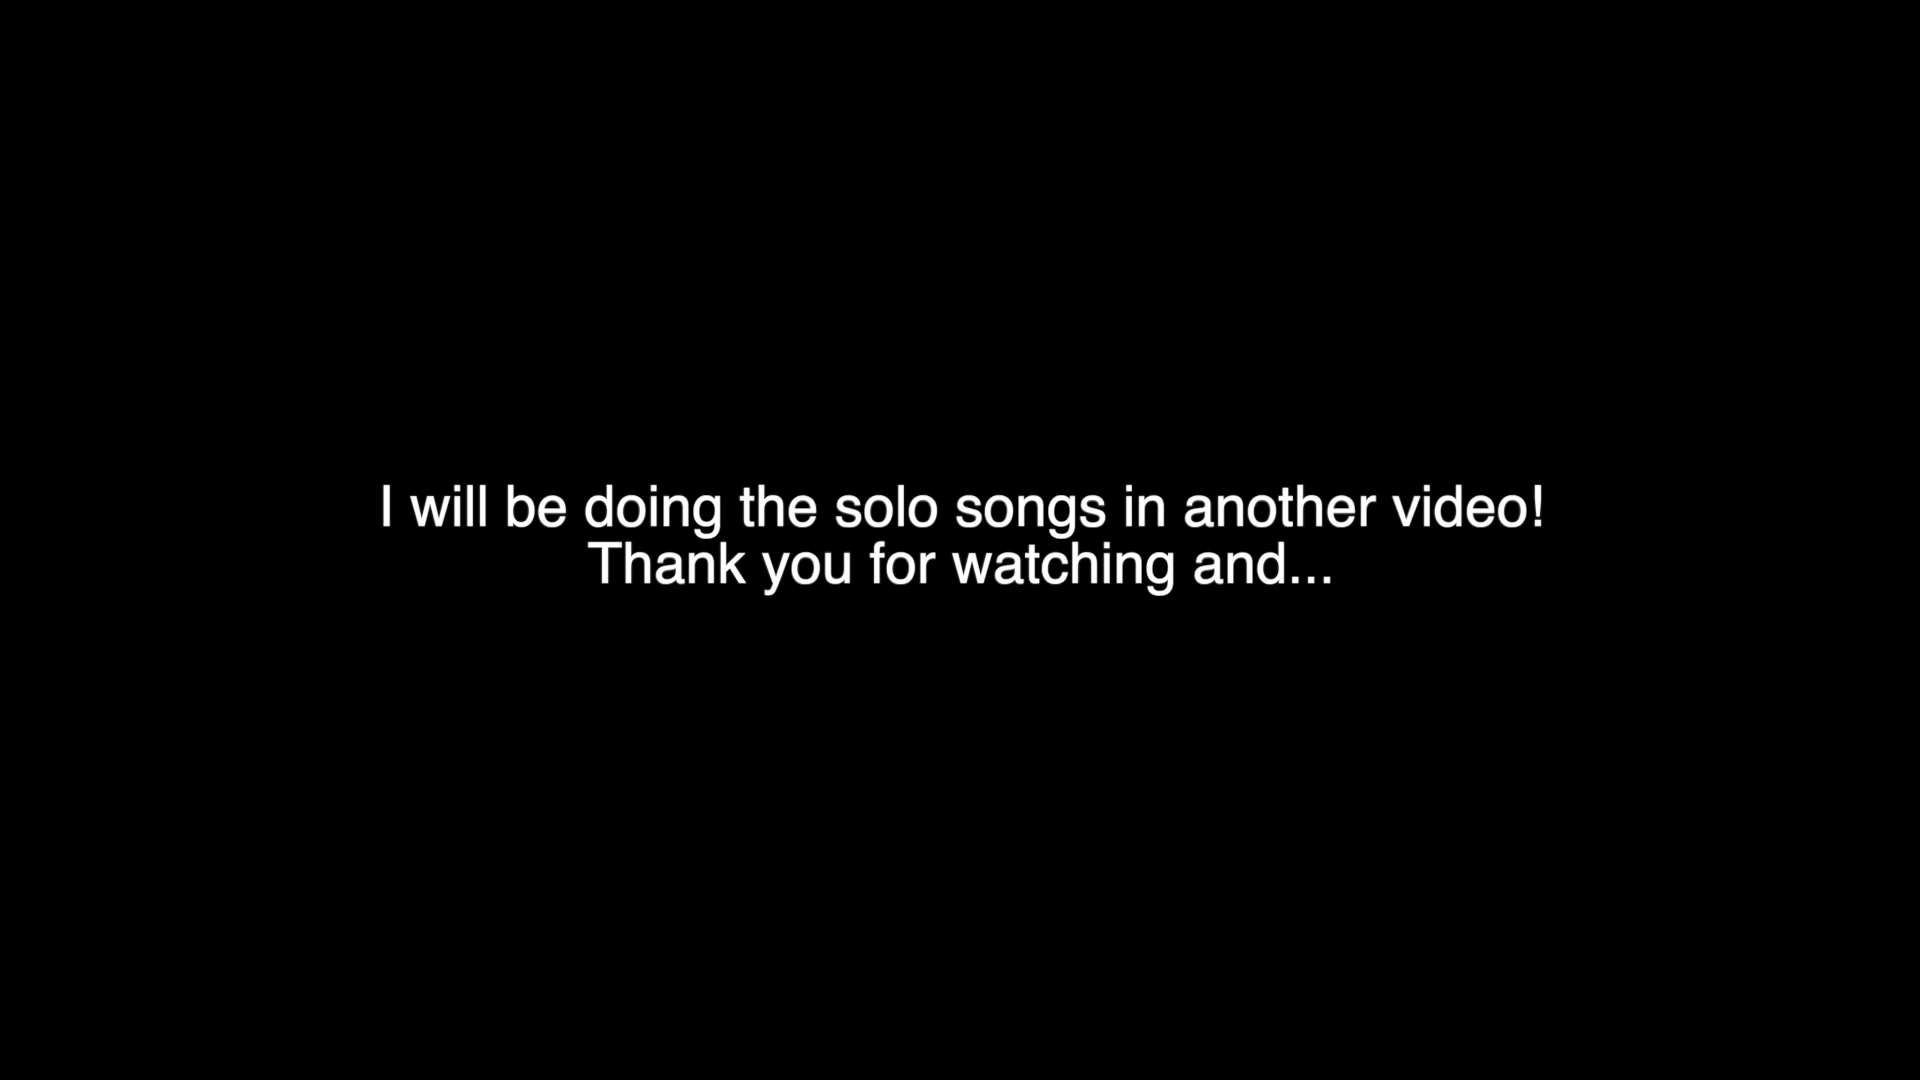 I will be doing the solo songs in another video!
Thank you for watching and...